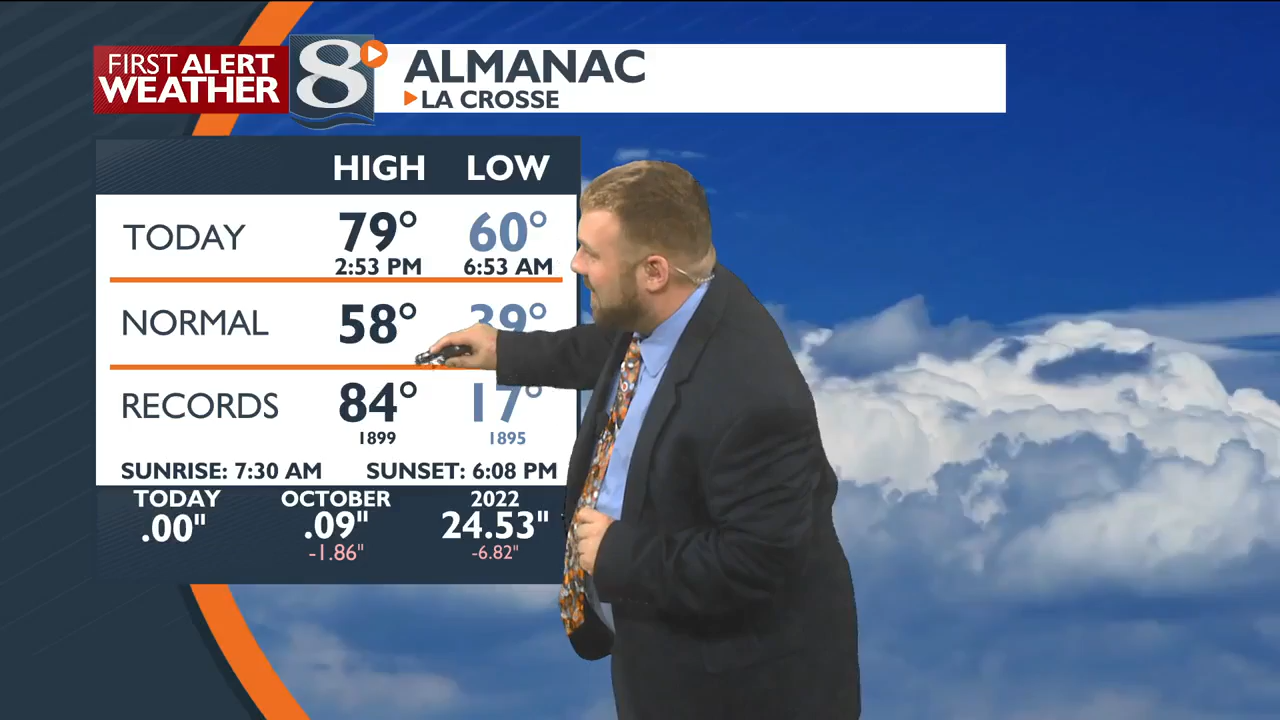 FIRST ALERT
WEATHER
8
ALMANAC
LA CROSSE
HIGH LOW
TODAY 79° 60°
2:53 PM 6:53 AM
NORMAL 58° 39°
RECORDS 84° 17°
1899 1895
SUNRISE: 7:30 AM SUNSET: 6:08 PM
TODAY OCTOBER 2022
.00" .09" 24.53"
-1.86" -6.82"